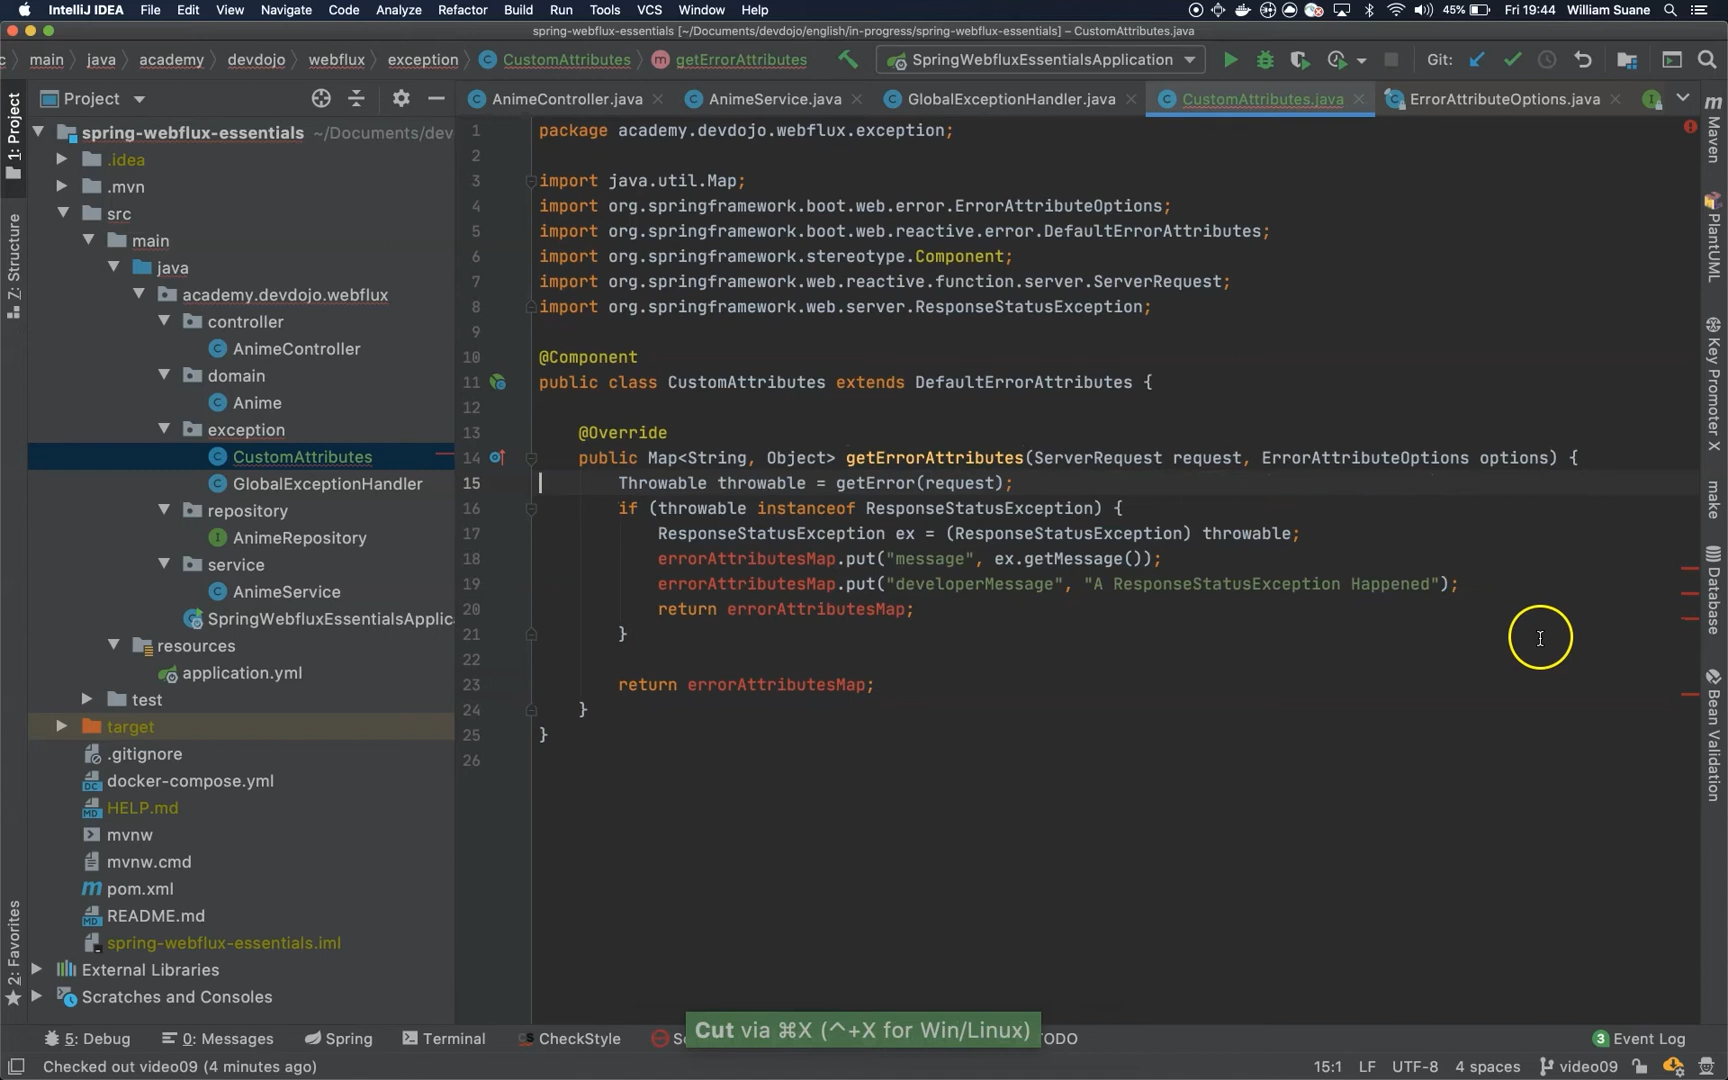 IntelliJ IDEA File Edit View Navigate Code Analyze Refactor Build Run Tools VCS Window Help 45% Fri 19:44 William Suane
spring-webflux-essentials [~/Documents/devdojo/english/in-progress/spring-webflux-essentials] – CustomAttributes.java
c main java academy devdojo webflux exception CustomAttributes getErrorAttributes SpringWebfluxEssentialsApplication Git:
Project
AnimeController.java AnimeService.java GlobalExceptionHandler.java CustomAttributes.java ErrorAttributeOptions.java
1: Project
Z: Structure
2: Favorites
spring-webflux-essentials ~/Documents/dev
.idea
.mvn
src
main
java
academy.devdojo.webflux
controller
AnimeController
domain
Anime
exception
CustomAttributes
GlobalExceptionHandler
repository
AnimeRepository
service
AnimeService
SpringWebfluxEssentialsApplic
resources
application.yml
test
target
.gitignore
docker-compose.yml
HELP.md
mvnw
mvnw.cmd
pom.xml
README.md
spring-webflux-essentials.iml
External Libraries
Scratches and Consoles
1 package academy.devdojo.webflux.exception;
2
3 import java.util.Map;
4 import org.springframework.boot.web.error.ErrorAttributeOptions;
5 import org.springframework.boot.web.reactive.error.DefaultErrorAttributes;
6 import org.springframework.stereotype.Component;
7 import org.springframework.web.reactive.function.server.ServerRequest;
8 import org.springframework.web.server.ResponseStatusException;
9
10 @Component
11 public class CustomAttributes extends DefaultErrorAttributes {
12
13 @Override
14 public Map<String, Object> getErrorAttributes(ServerRequest request, ErrorAttributeOptions options) {
15 Throwable throwable = getError(request);
16 if (throwable instanceof ResponseStatusException) {
17 ResponseStatusException ex = (ResponseStatusException) throwable;
18 errorAttributesMap.put("message", ex.getMessage());
19 errorAttributesMap.put("developerMessage", "A ResponseStatusException Happened");
20 return errorAttributesMap;
21 }
22
23 return errorAttributesMap;
24 }
25 }
26
Maven
PlantUML
Key Promoter X
make
Database
Bean Validation
Cut via ⌘X (^+X for Win/Linux)
5: Debug 0: Messages Spring Terminal CheckStyle TODO 3 Event Log
Checked out video09 (4 minutes ago) 15:1 LF UTF-8 4 spaces video09